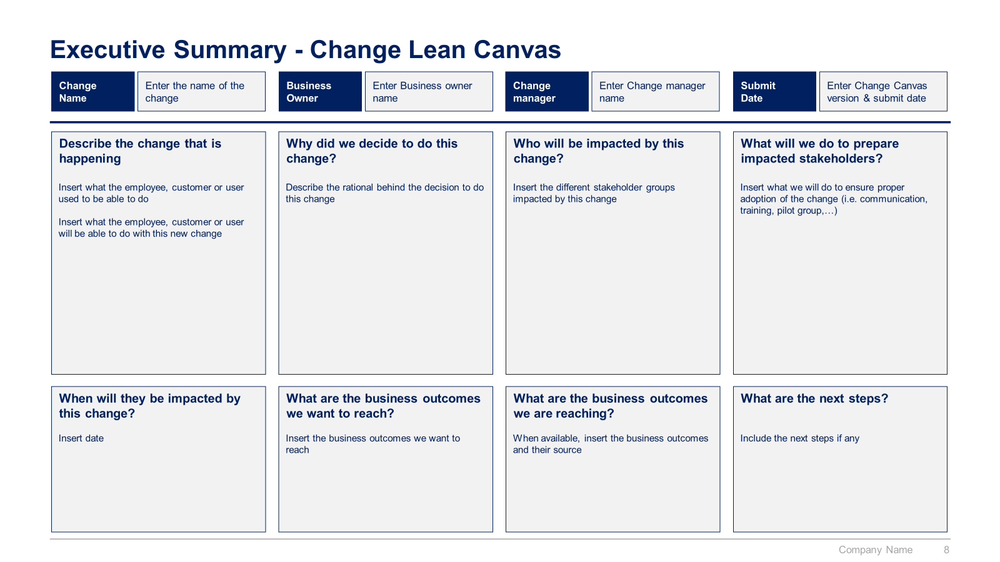 Executive Summary - Change Lean Canvas
Change
Name
Enter the name of the
change
Business
Owner
Enter Business owner
name
Change
manager
Enter Change manager
name
Submit
Date
Enter Change Canvas
version & submit date
Describe the change that is
happening
Insert what the employee, customer or user
used to be able to do
Insert what the employee, customer or user
will be able to do with this new change
Why did we decide to do this
change?
Describe the rational behind the decision to do
this change
Who will be impacted by this
change?
Insert the different stakeholder groups
impacted by this change
What will we do to prepare
impacted stakeholders?
Insert what we will do to ensure proper
adoption of the change (i.e. communication,
training, pilot group,…)
When will they be impacted by
this change?
Insert date
What are the business outcomes
we want to reach?
Insert the business outcomes we want to
reach
What are the business outcomes
we are reaching?
When available, insert the business outcomes
and their source
What are the next steps?
Include the next steps if any
Company Name 8